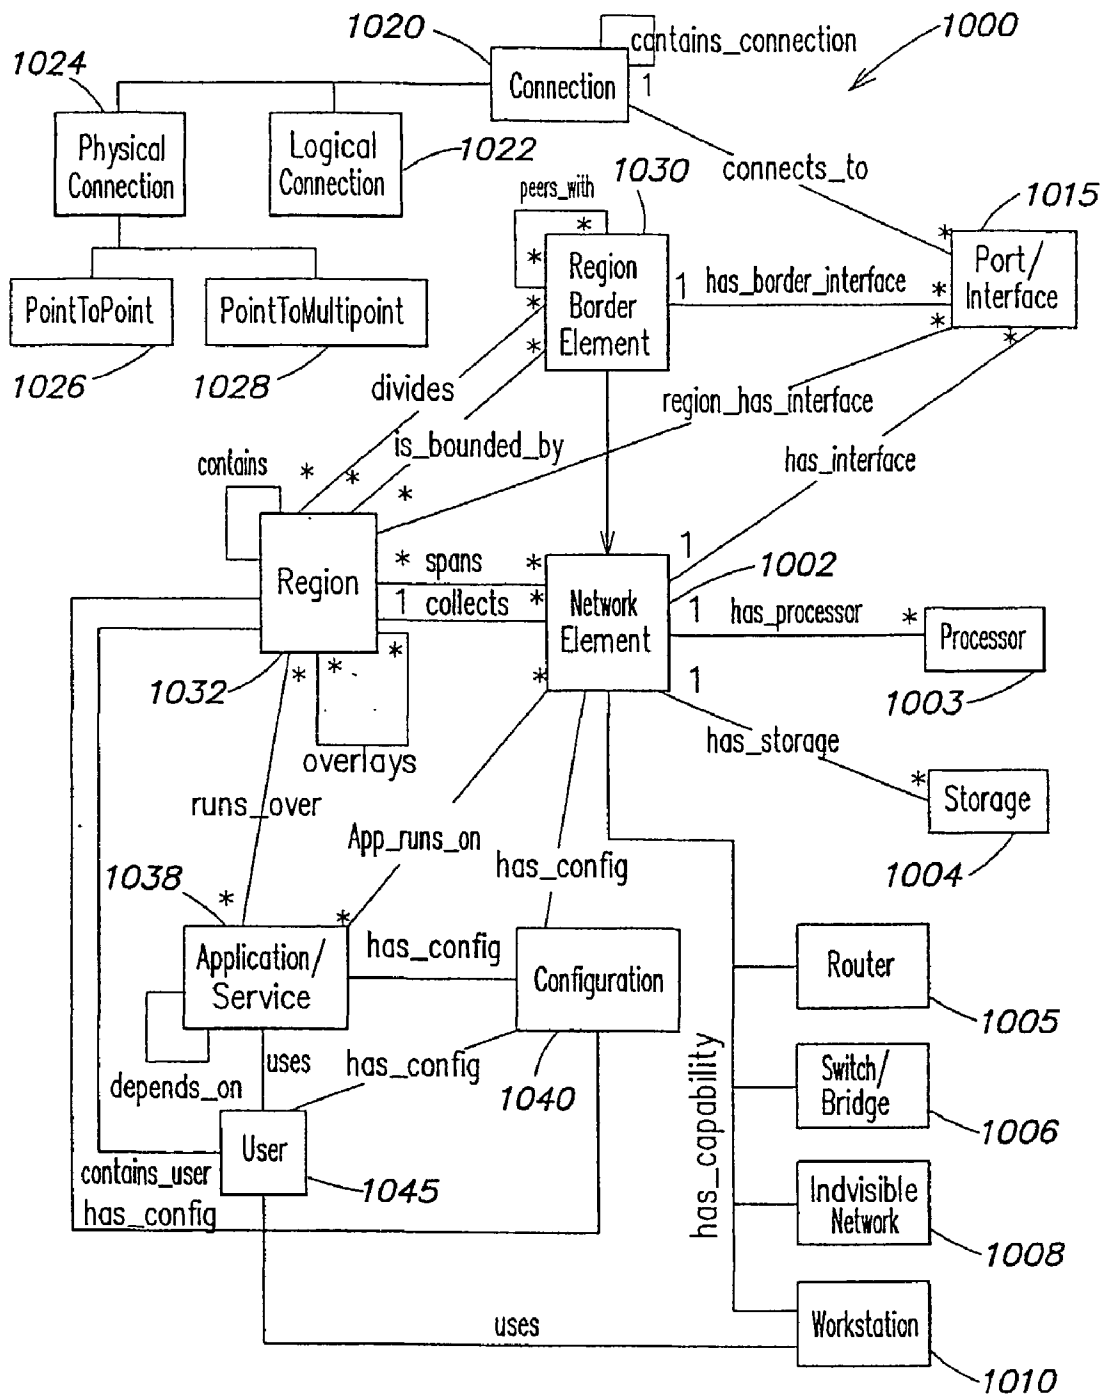 1020
contains_connection
1000
1024
Connection
1
Physical
Connection
Logical
Connection
1022
connects_to
peers_with
1030
1015
*
*
*
Region
Border
Element
1
has_border_interface
*
Port/
Interface
PointToPoint
PointToMultipoint
*
*
*
*
1026
1028
divides
region_has_interface
is_bounded_by
contains
*
*
*
has_interface
1
Region
*
spans
*
1002
1
collects
*
Network
Element
1
has_processor
*
Processor
1032
*
*
*
*
1
1003
overlays
has_storage
runs_over
*
Storage
App_runs_on
has_config
1004
1038
*
*
Application/
Service
has_config
Configuration
Router
1005
uses
has_config
depends_on
1040
has_capability
Switch/
Bridge
1006
User
contains_user
1045
has_config
Indvisible
Network
1008
uses
Workstation
1010